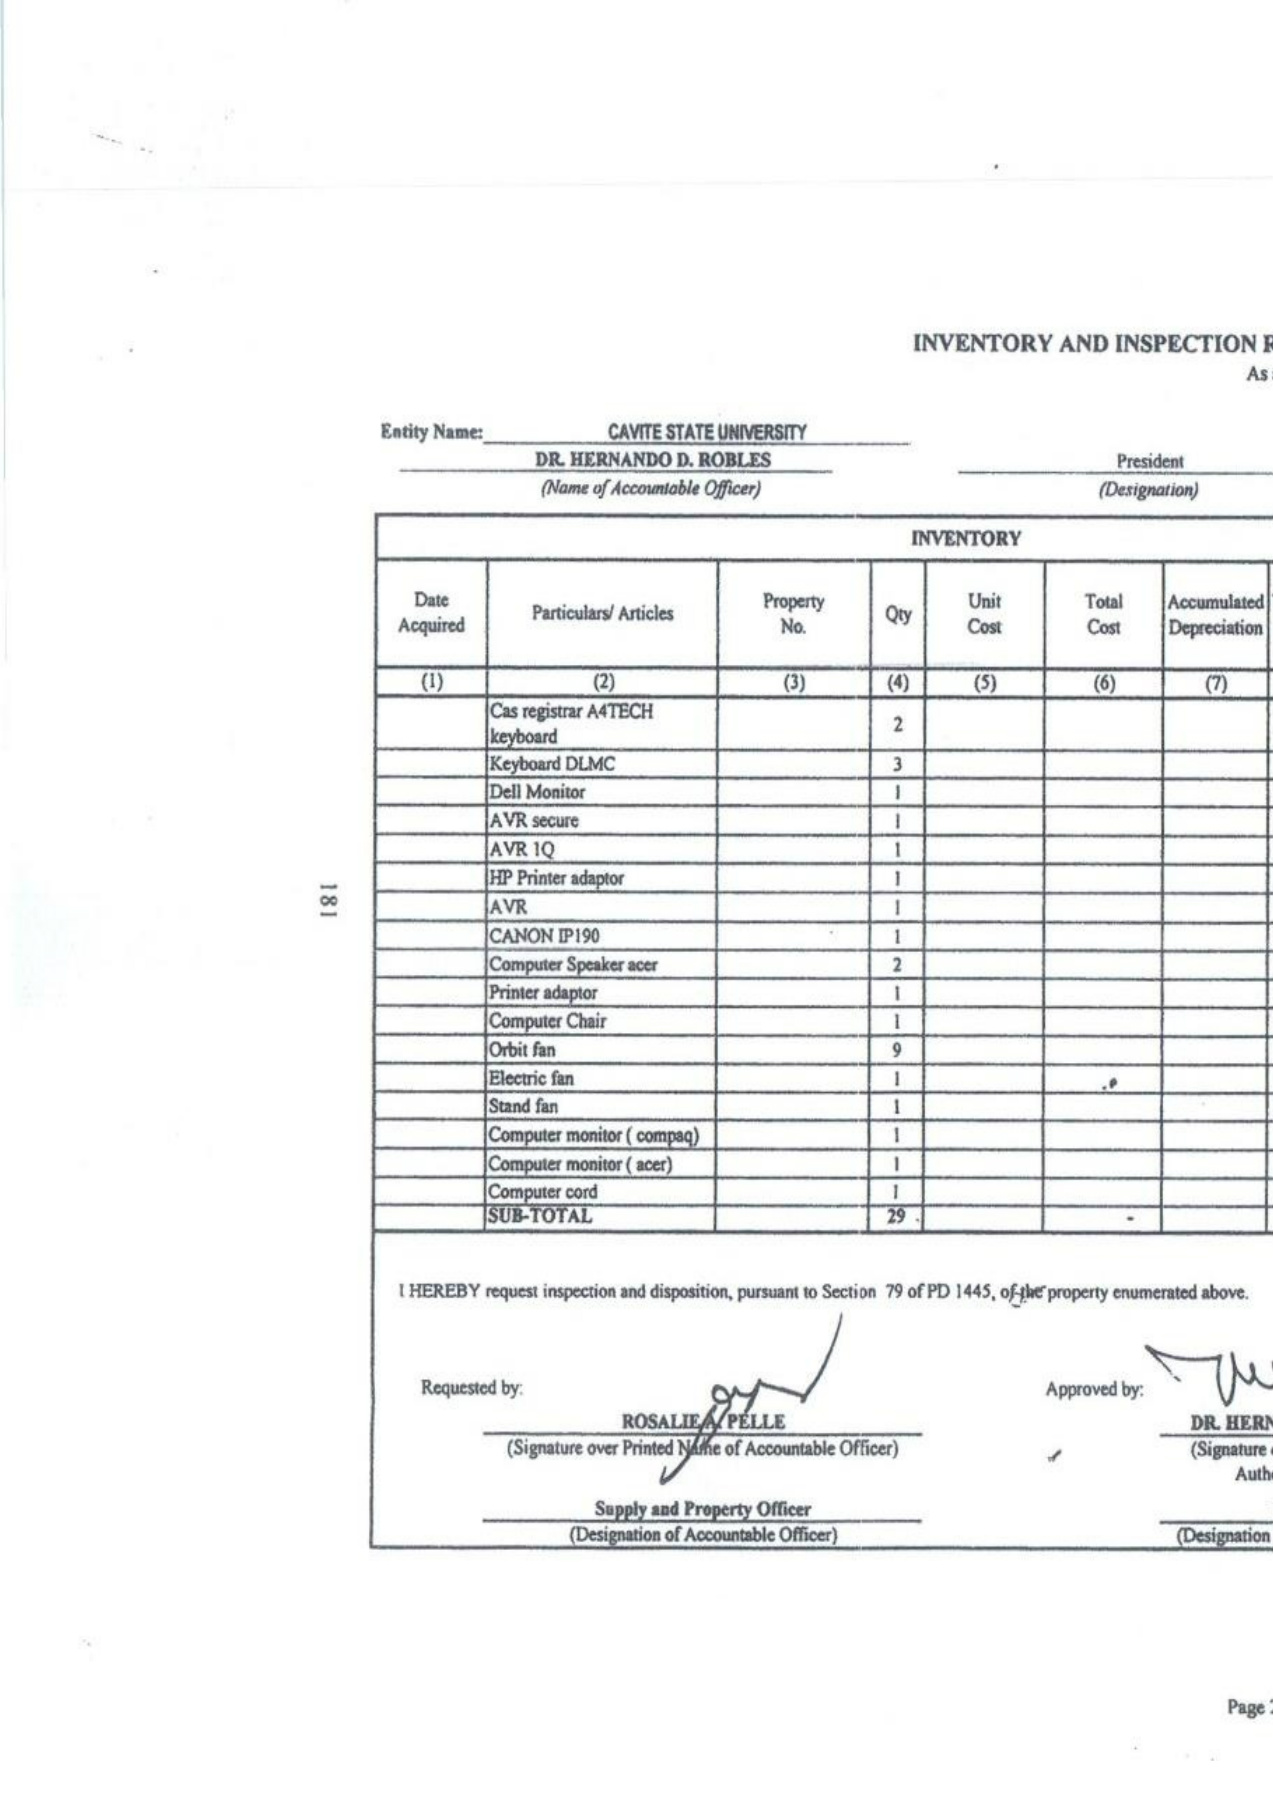 INVENTORY AND INSPECTION
As
Entity Name: CAVITE STATE UNIVERSITY
DR. HERNANDO D. ROBLES President
(Name of Accountable Officer) (Designation)
INVENTORY
Date Acquired Particulars/ Articles Property No. Qty Unit Cost Total Cost Accumulated Depreciation
(1) (2) (3) (4) (5) (6) (7)
Cas registrar A4TECH
keyboard 2
Keyboard DLMC 3
Dell Monitor 1
AVR secure 1
AVR 1Q 1
HP Printer adaptor 1
181
AVR 1
CANON IP190 1
Computer Speaker acer 2
Printer adaptor 1
Computer Chair 1
Orbit fan 9
Electric fan 1
Stand fan 1
Computer monitor ( compaq) 1
Computer monitor ( acer) 1
Computer cord 1
SUB-TOTAL 29 -
I HEREBY request inspection and disposition, pursuant to Section 79 of PD 1445, of the property enumerated above.
Requested by: Approved by:
ROSALIE A. PELLE DR. HERN
(Signature over Printed Name of Accountable Officer) (Signature
Auth
Supply and Property Officer
(Designation of Accountable Officer) (Designation
Page